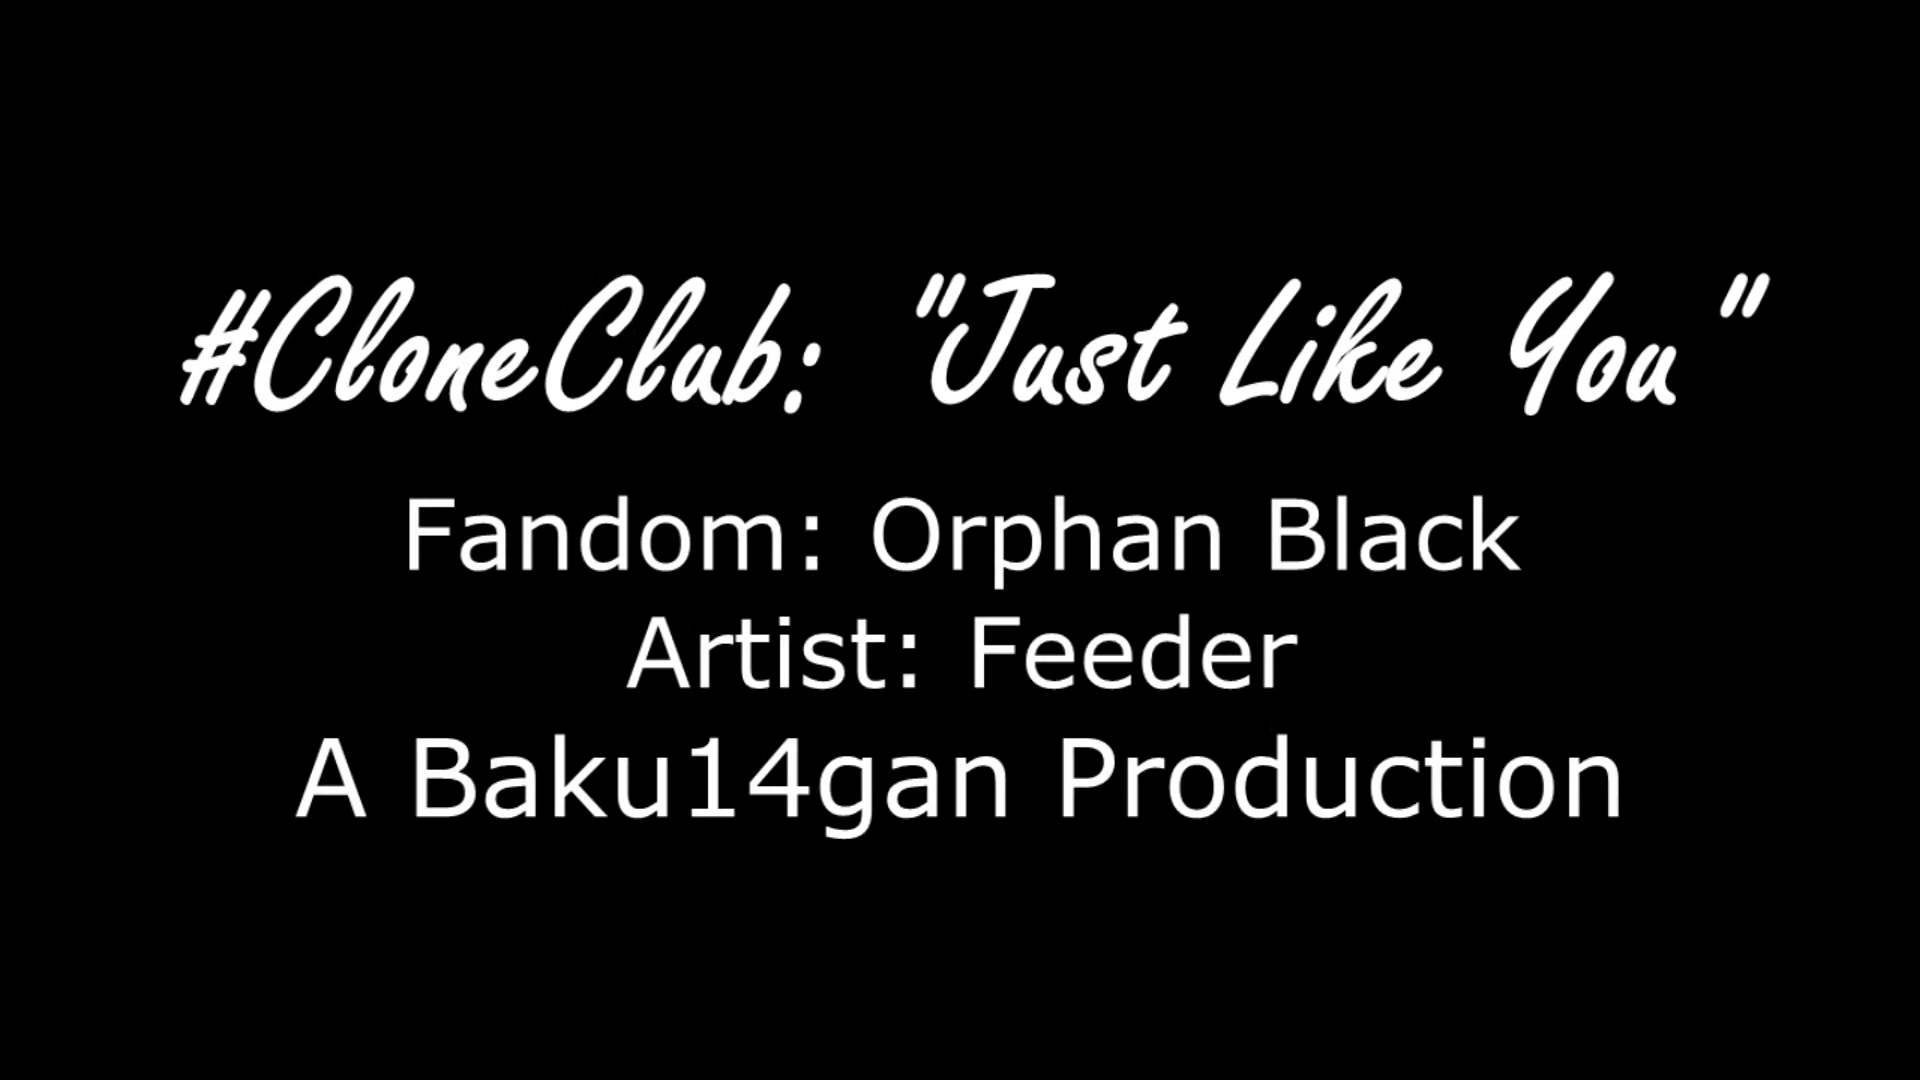 #CloneClub: "Just Like You"
Fandom: Orphan Black
Artist: Feeder
A Baku14gan Production